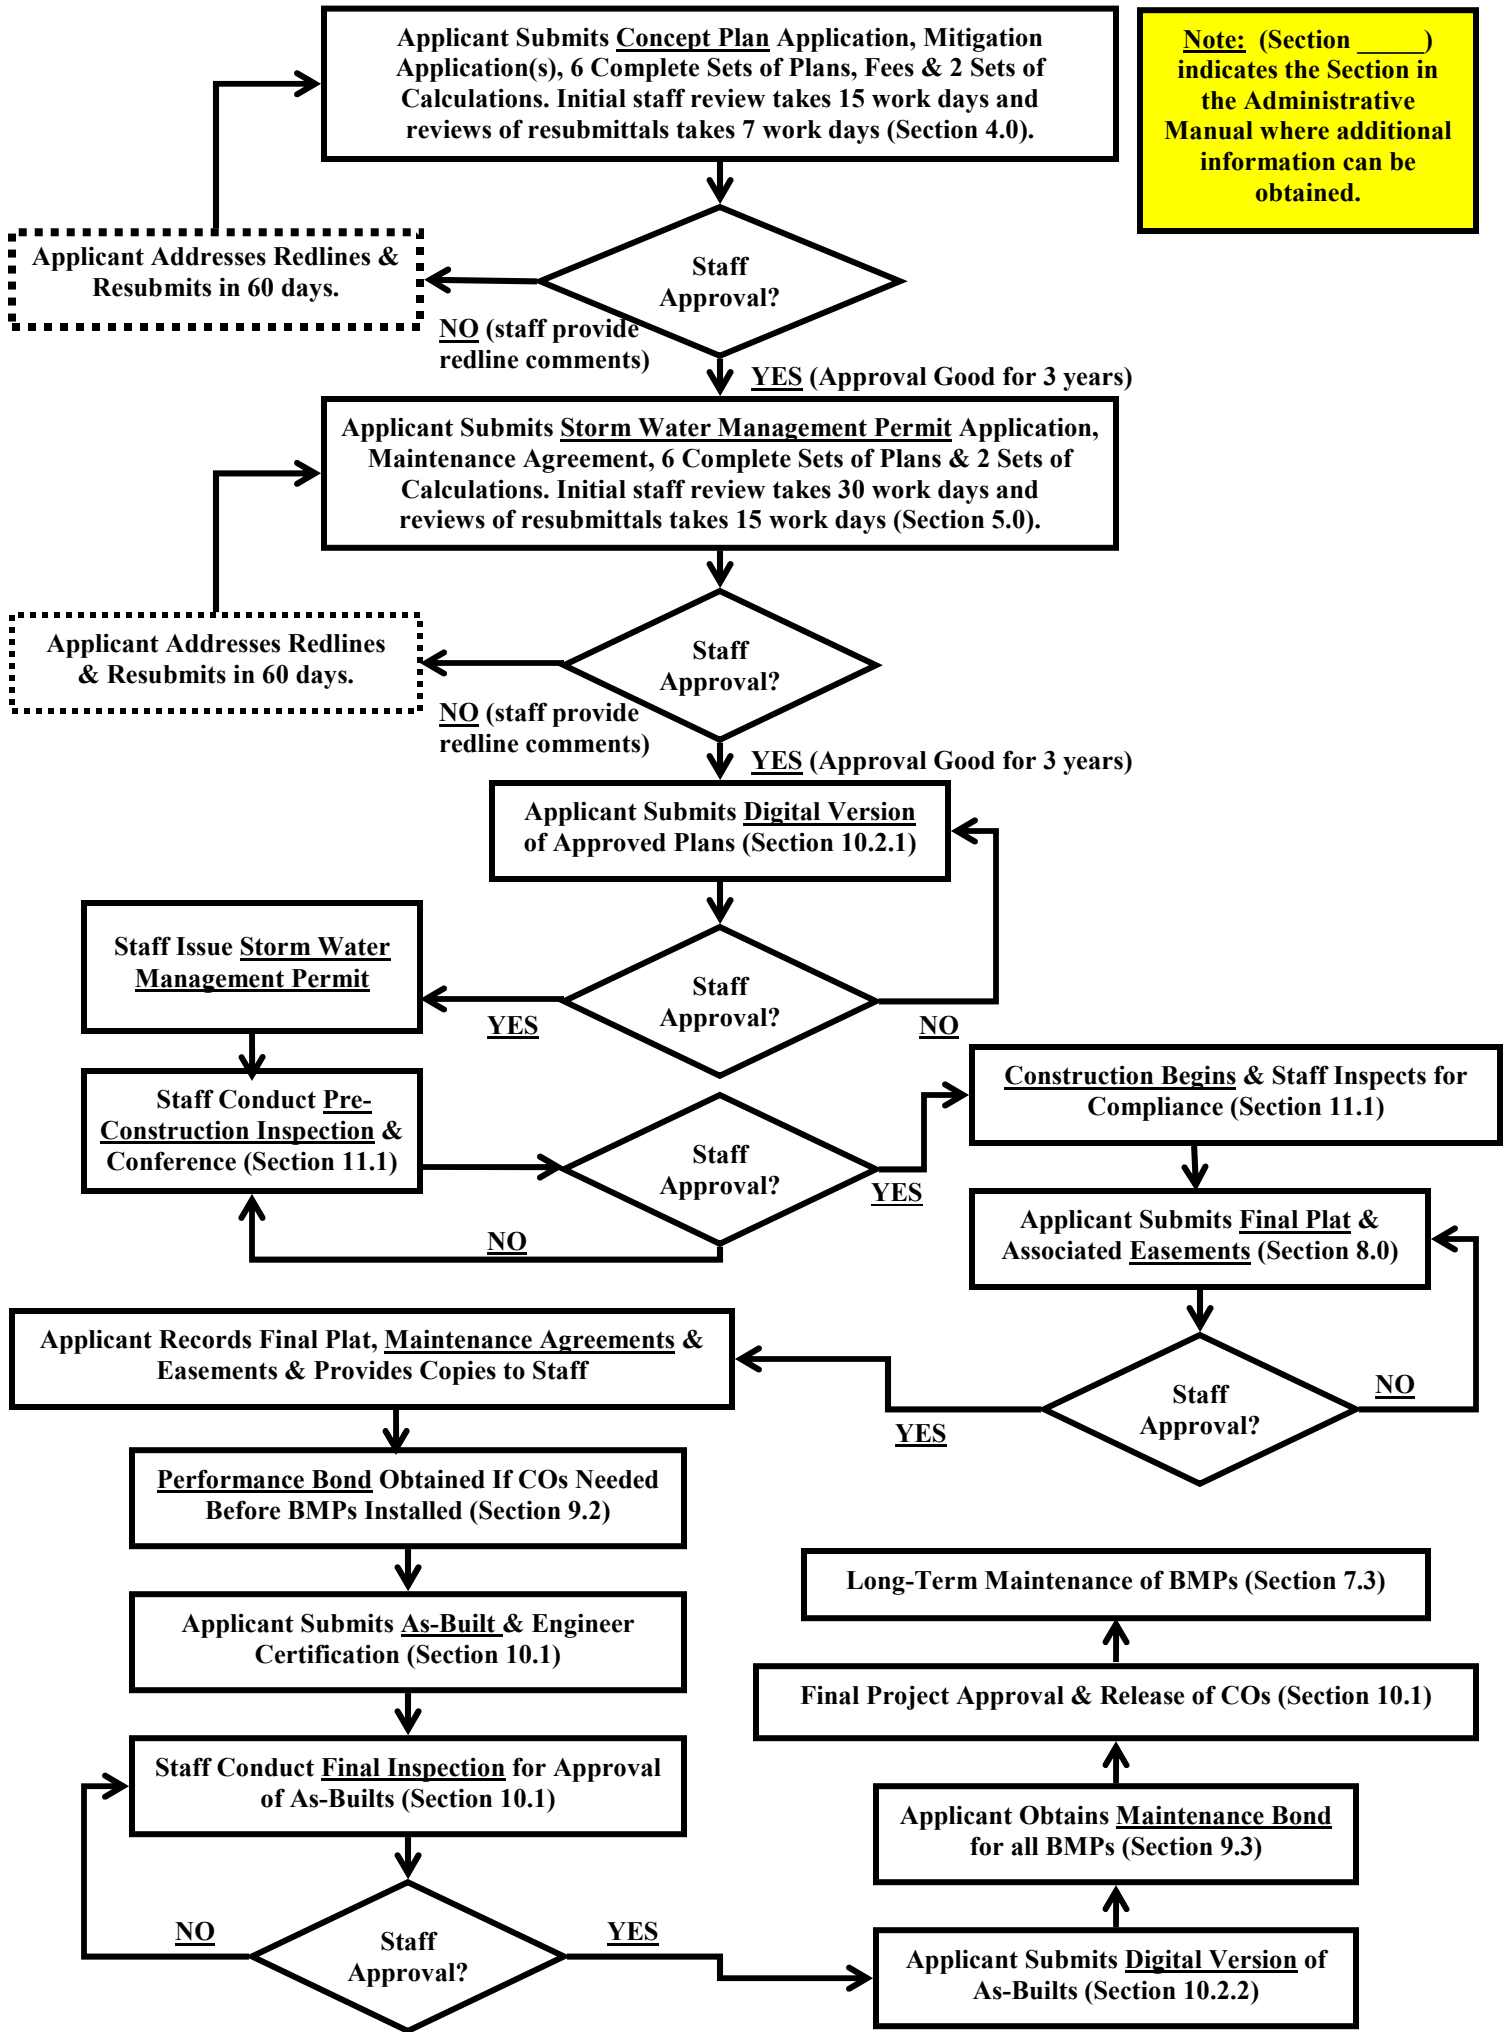 Applicant Submits Concept Plan Application, Mitigation
Application(s), 6 Complete Sets of Plans, Fees & 2 Sets of
Calculations. Initial staff review takes 15 work days and
reviews of resubmittals takes 7 work days (Section 4.0).
Note: (Section _____)
indicates the Section in
the Administrative
Manual where additional
information can be
obtained.
Applicant Addresses Redlines &
Resubmits in 60 days.
Staff
Approval?
NO (staff provide
redline comments)
YES (Approval Good for 3 years)
Applicant Submits Storm Water Management Permit Application,
Maintenance Agreement, 6 Complete Sets of Plans & 2 Sets of
Calculations. Initial staff review takes 30 work days and
reviews of resubmittals takes 15 work days (Section 5.0).
Applicant Addresses Redlines
& Resubmits in 60 days.
Staff
Approval?
NO (staff provide
redline comments)
YES (Approval Good for 3 years)
Applicant Submits Digital Version
of Approved Plans (Section 10.2.1)
Staff Issue Storm Water
Management Permit
Staff
Approval?
YES
NO
Staff Conduct Pre-
Construction Inspection &
Conference (Section 11.1)
Staff
Approval?
YES
NO
Construction Begins & Staff Inspects for
Compliance (Section 11.1)
Applicant Submits Final Plat &
Associated Easements (Section 8.0)
Staff
Approval?
NO
YES
Applicant Records Final Plat, Maintenance Agreements &
Easements & Provides Copies to Staff
Performance Bond Obtained If COs Needed
Before BMPs Installed (Section 9.2)
Applicant Submits As-Built & Engineer
Certification (Section 10.1)
Staff Conduct Final Inspection for Approval
of As-Builts (Section 10.1)
Staff
Approval?
NO
YES
Applicant Submits Digital Version of
As-Builts (Section 10.2.2)
Applicant Obtains Maintenance Bond
for all BMPs (Section 9.3)
Final Project Approval & Release of COs (Section 10.1)
Long-Term Maintenance of BMPs (Section 7.3)